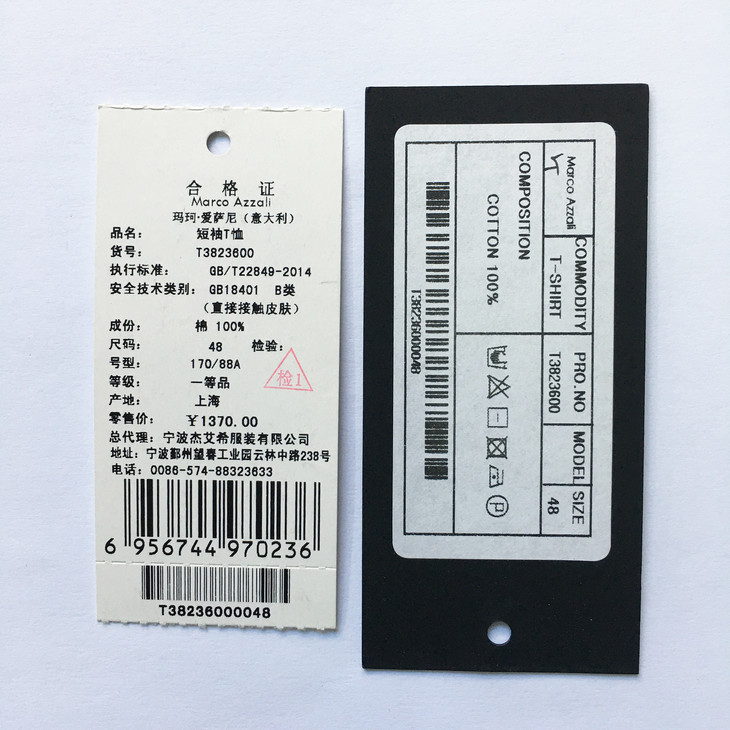 合格证
Marco Azzali
玛珂·爱萨尼(意大利)
品名: 短袖T恤
货号: T3823600
执行标准: GB/T22849-2014
安全技术类别: GB18401 B类
(直接接触皮肤)
成份: 棉 100%
尺码: 48 检验:
检1
号型: 170/88A
等级: 一等品
产地: 上海
零售价: ¥1370.00
总代理: 宁波杰艾希服装有限公司
地址: 宁波鄞州望春工业园云林中路238号
电话: 0086-574-88323633
6 956744 970236
T38236000048
Marco Azzali
COMMODITY PRO.NO MODEL SIZE
T-SHIRT T3823600 48
COMPOSITION
COTTON 100%
P
T38236000048